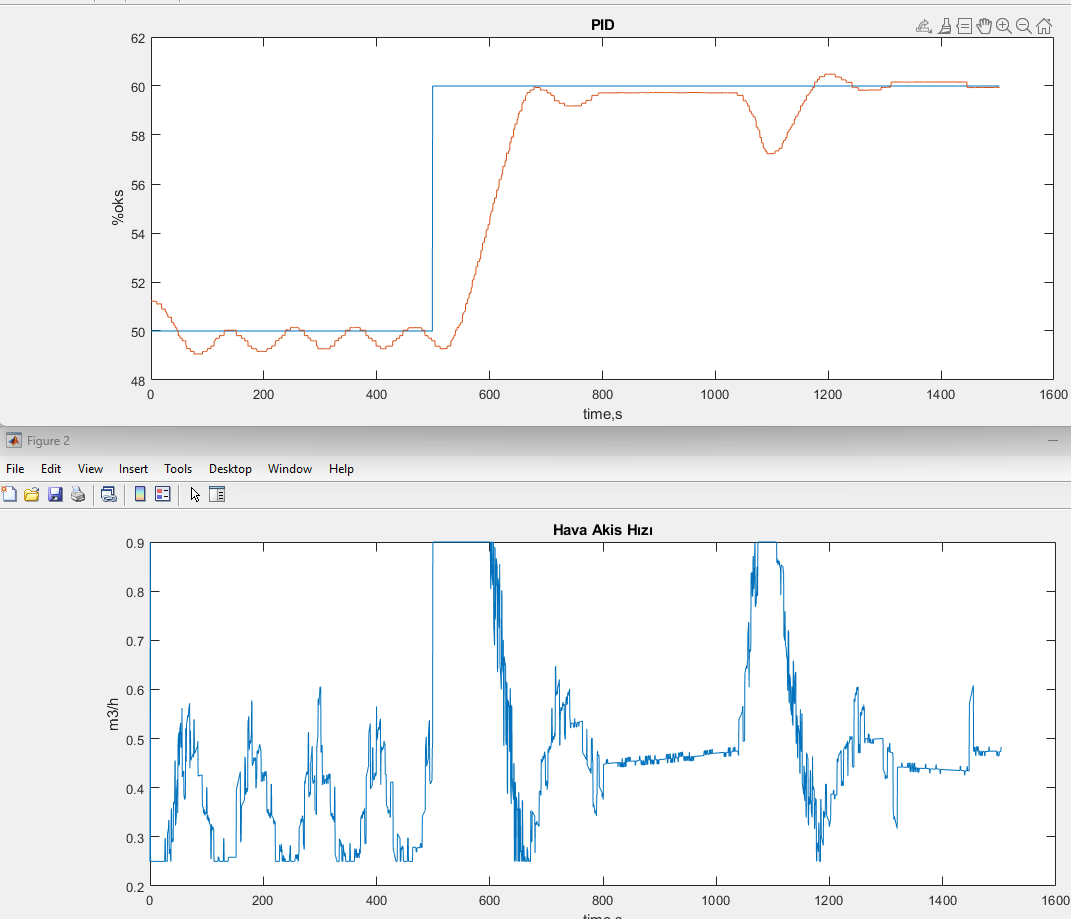 PID
62
60
58
56
54
52
50
48
%oks
0 200 400 600 800 1000 1200 1400 1600
time,s
Figure 2
File Edit View Insert Tools Desktop Window Help
Hava Akis Hızı
0.9
0.8
0.7
0.6
0.5
0.4
0.3
0.2
m3/h
0 200 400 600 800 1000 1200 1400 1600
time,s